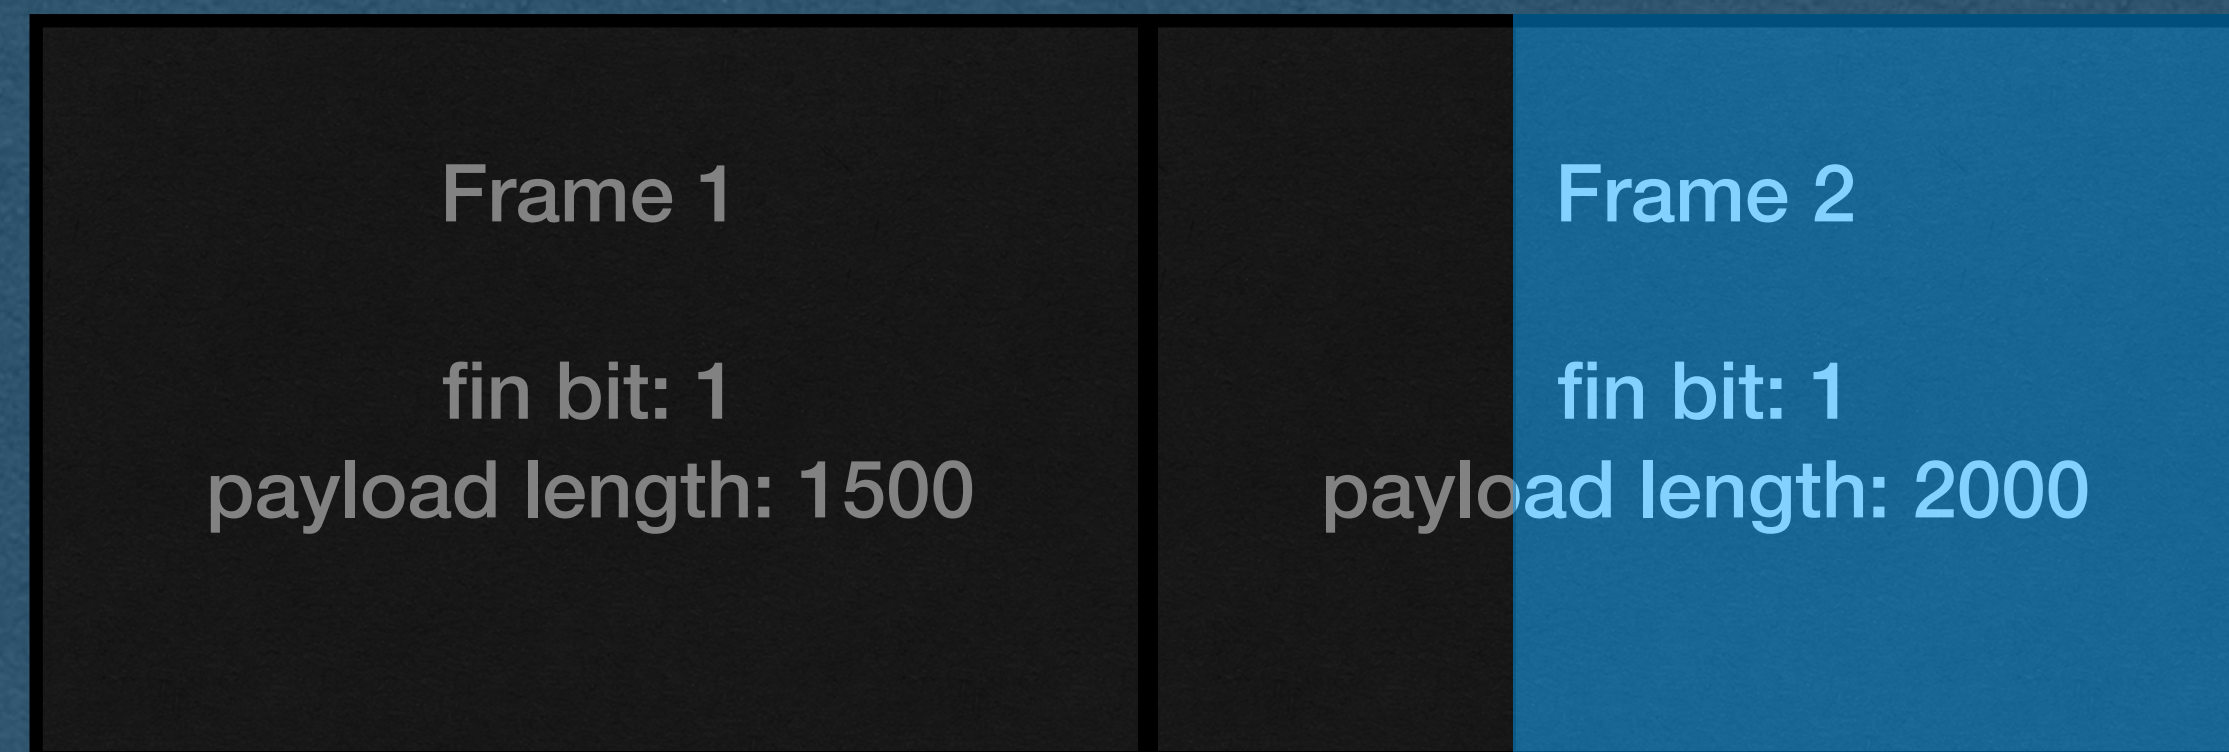 Frame 1
fin bit: 1
payload length: 1500
Frame 2
fin bit: 1
payload length: 2000